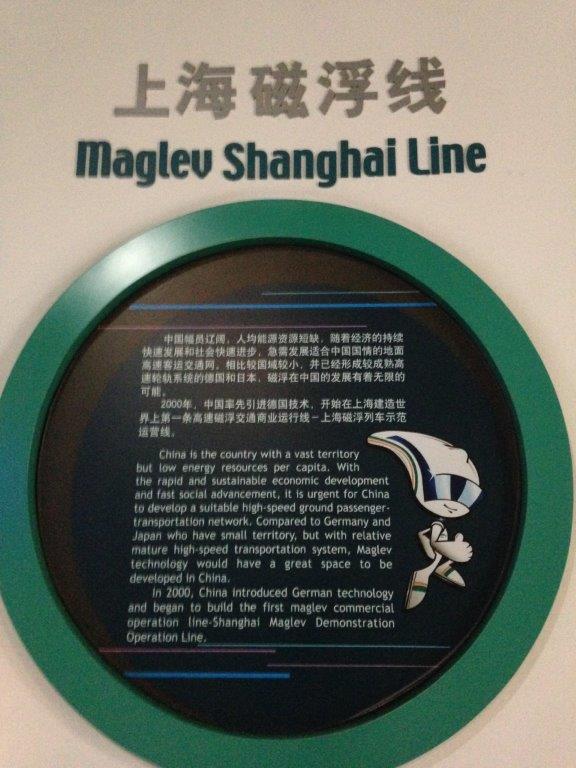 上海磁浮线
Maglev Shanghai Line
中国幅员辽阔，人均能源资源短缺，随着经济的持续
快速发展和社会快速进步，急需发展适合中国国情的地面
高速客运交通网。相比较国域较小，并已经形成较成熟高
速轮轨系统的德国和日本，磁浮在中国的发展有着无限的
可能。
2000年，中国率先引进德国技术，开始在上海建造世
界上第一条高速磁浮交通商业运行线-上海磁浮列车示范
运营线。
China is the country with a vast territory
but low energy resources per capita. With
the rapid and sustainable economic development
and fast social advancement, it is urgent for China
to develop a suitable high-speed ground passenger-
transportation network. Compared to Germany and
Japan who have small territory, but with relative
mature high-speed transportation system, Maglev
technology would have a great space to be
developed in China.
In 2000, China introduced German technology
and began to build the first maglev commercial
operation line-Shanghai Maglev Demonstration
Operation Line.